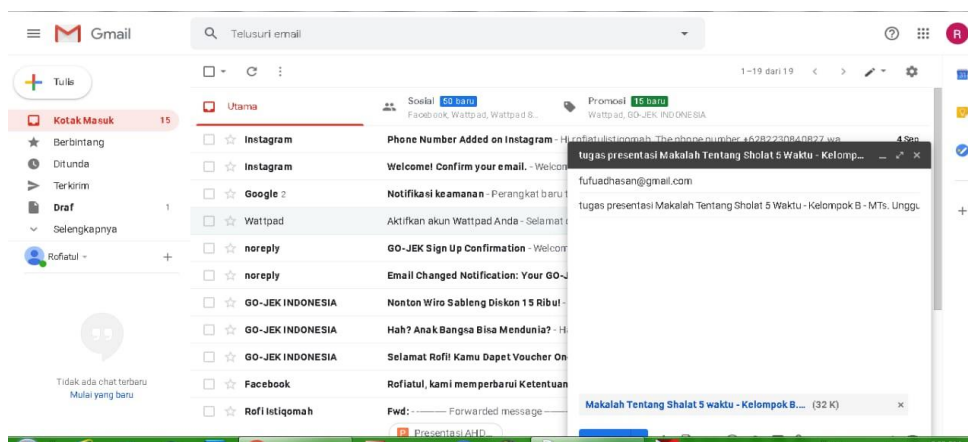 Gmail
Telusuri email
R
Tulis
1–19 dari 19
Utama
Sosial 50 baru
Facebook, Wattpad, Wattpad S...
Promosi 15 baru
Wattpad, GO-JEK INDONESIA
Kotak Masuk 15
Berbintang
Ditunda
Terkirim
Draf 1
Selengkapnya
Rofiatul
Tidak ada chat terbaru
Mulai yang baru
Instagram Phone Number Added on Instagram - Hi rofiatulistiqomah, The phone number +6282230840827 wa 4 Sep
Instagram Welcome! Confirm your email. - Welcom
Google 2 Notifikasi keamanan - Perangkat baru
Wattpad Aktifkan akun Wattpad Anda - Selamat
noreply GO-JEK Sign Up Confirmation - Welcom
noreply Email Changed Notification: Your GO-J
GO-JEK INDONESIA Nonton Wiro Sableng Diskon 15 Ribu! -
GO-JEK INDONESIA Hah? Anak Bangsa Bisa Mendunia? - H
GO-JEK INDONESIA Selamat Rofi! Kamu Dapet Voucher On
Facebook Rofiatul, kami memperbarui Ketentuan
Rofi Istiqomah Fwd: - ---------- Forwarded message ------
Presentasi AHD...
tugas presentasi Makalah Tentang Sholat 5 Waktu - Kelomp...
fufuadhasan@gmail.com
tugas presentasi Makalah Tentang Sholat 5 Waktu - Kelompok B - MTs. Unggu
Makalah Tentang Shalat 5 waktu - Kelompok B.... (32 K)